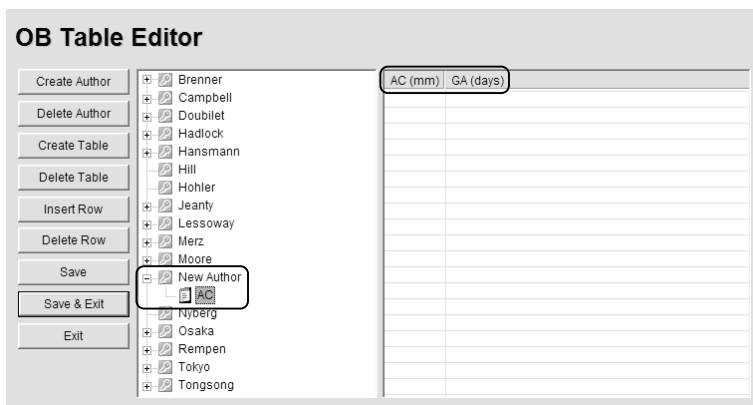 OB Table Editor
Create Author
Delete Author
Create Table
Delete Table
Insert Row
Delete Row
Save
Save & Exit
Exit
Brenner
Campbell
Doubilet
Hadlock
Hansmann
Hill
Hohler
Jeanty
Lessoway
Merz
Moore
New Author
AC
Nyberg
Osaka
Rempen
Tokyo
Tongsong
AC (mm) GA (days)